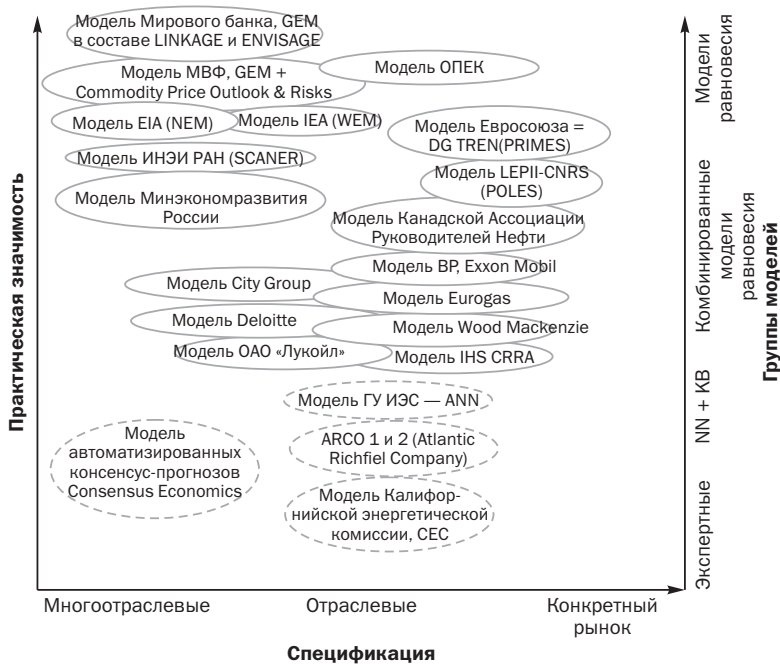 Модель Мирового банка, GEM
в составе LINKAGE и ENVISAGE
Модель МВФ, GEM +
Commodity Price Outlook & Risks
Модель ОПЕК
Модель EIA (NEM)
Модель IEA (WEM)
Модель Евросоюза =
DG TREN(PRIMES)
Модель ИНЭИ РАН (SCANER)
Модель LEPII-CNRS
(POLES)
Модель Минэкономразвития
России
Модель Канадской Ассоциации
Руководителей Нефти
Модель BP, Exxon Mobil
Модель City Group
Модель Eurogas
Модель Deloitte
Модель Wood Mackenzie
Модель ОАО «Лукойл»
Модель IHS CRRA
Модель ГУ ИЭС — ANN
Модель
автоматизированных
консенсус-прогнозов
Consensus Economics
ARCO 1 и 2 (Atlantic
Richfiel Company)
Модель Калифор-
нийской энергетической
комиссии, CEC
Практическая значимость
Модели
равновесия
Комбинированные
модели
равновесия
NN + KB
Экспертные
Группы моделей
Многоотраслевые
Отраслевые
Конкретный
рынок
Спецификация